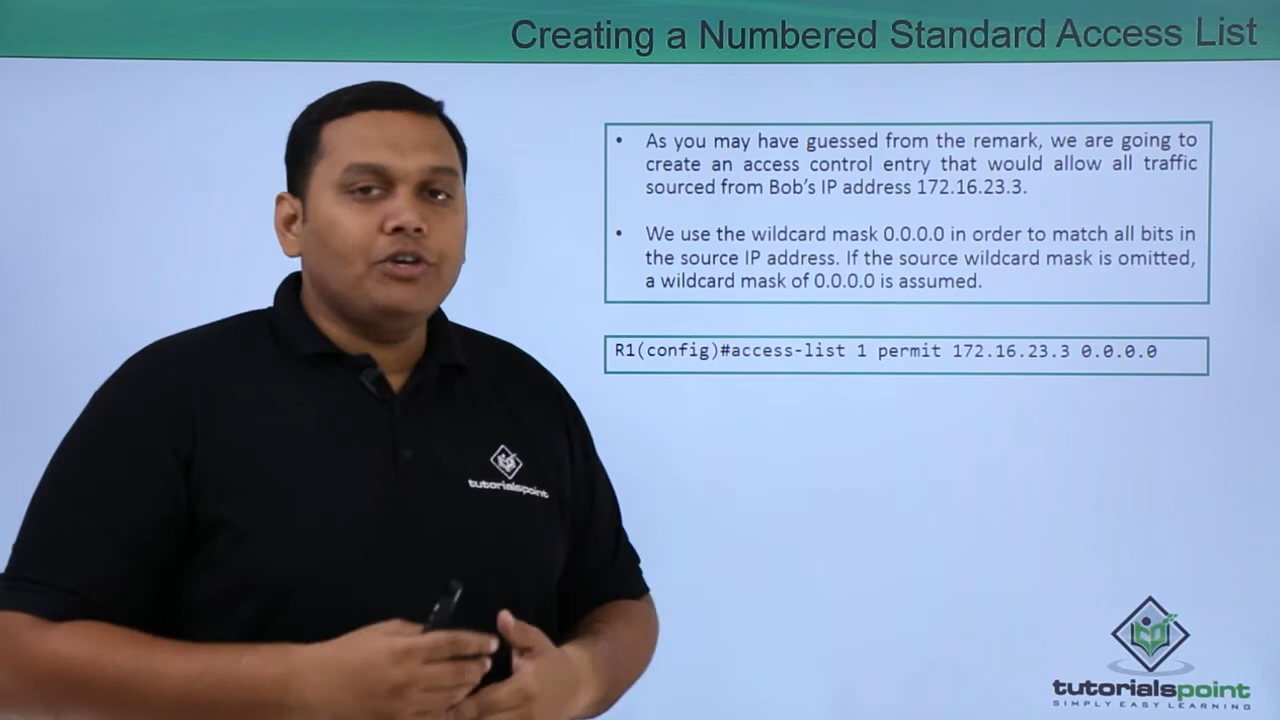 Creating a Numbered Standard Access List
• As you may have guessed from the remark, we are going to
create an access control entry that would allow all traffic
sourced from Bob's IP address 172.16.23.3.
• We use the wildcard mask 0.0.0.0 in order to match all bits in
the source IP address. If the source wildcard mask is omitted,
a wildcard mask of 0.0.0.0 is assumed.
R1(config)#access-list 1 permit 172.16.23.3 0.0.0.0
tutorialspoint
tutorialspoint
SIMPLY EASY LEARNING